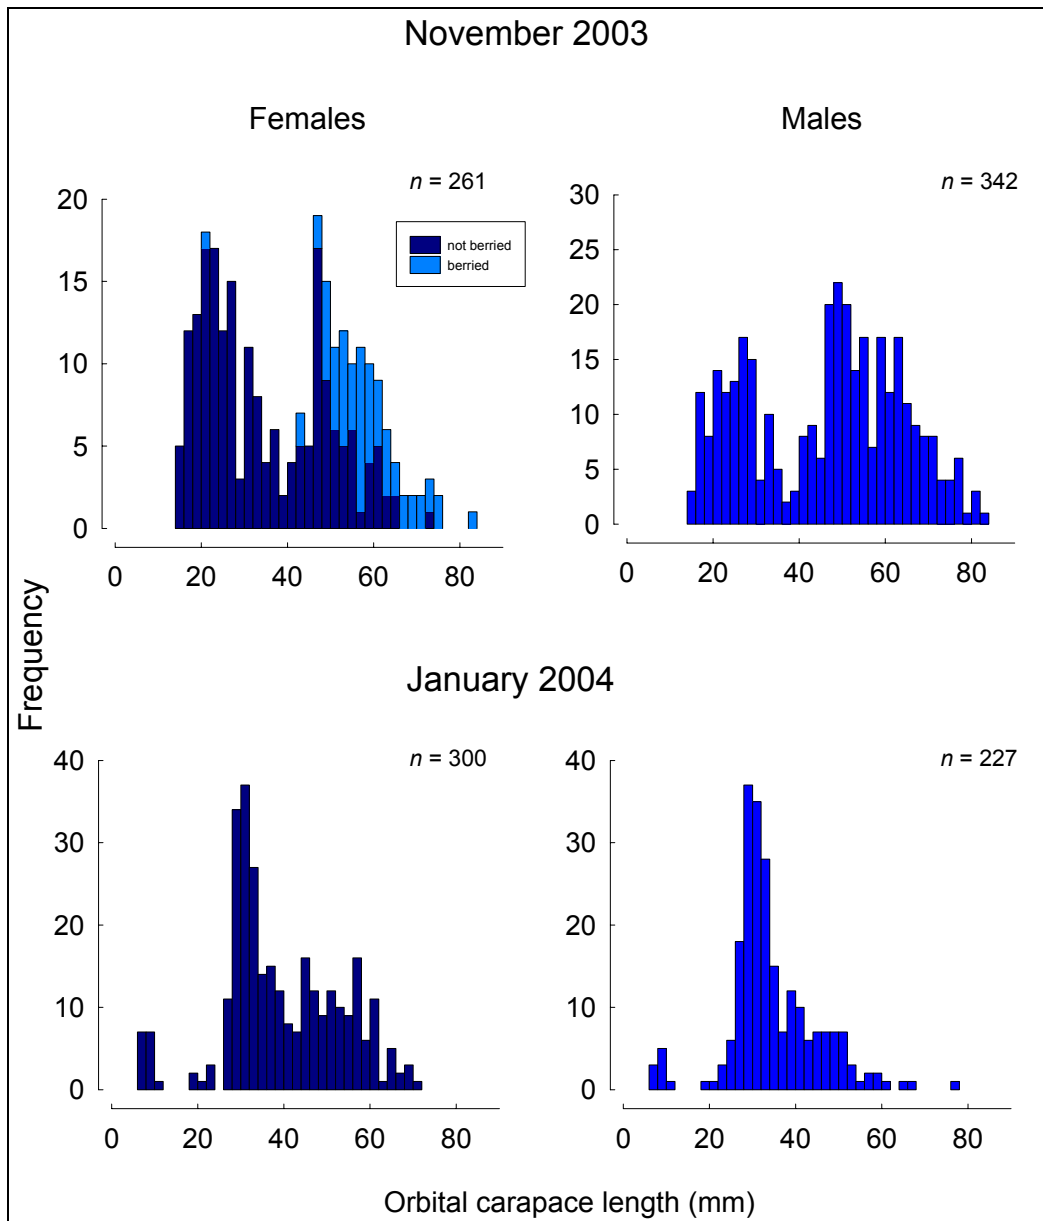 November 2003
Females
Males
n = 261
n = 342
not berried
berried
20
15
10
5
0
0 20 40 60 80
30
25
20
15
10
5
0
0 20 40 60 80
Frequency
January 2004
n = 300
n = 227
40
30
20
10
0
0 20 40 60 80
40
30
20
10
0
0 20 40 60 80
Orbital carapace length (mm)